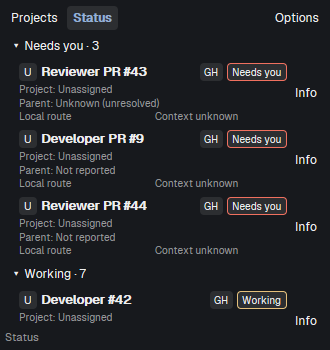 Projects Status Options
▾ Needs you · 3
U Reviewer PR #43 GH Needs you
Project: Unassigned
Info
Parent: Unknown (unresolved)
Local route Context unknown
U Developer PR #9 GH Needs you
Project: Unassigned
Info
Parent: Not reported
Local route Context unknown
U Reviewer PR #44 GH Needs you
Project: Unassigned
Info
Parent: Not reported
Local route Context unknown
▾ Working · 7
U Developer #42 GH Working
Project: Unassigned
Info
Status